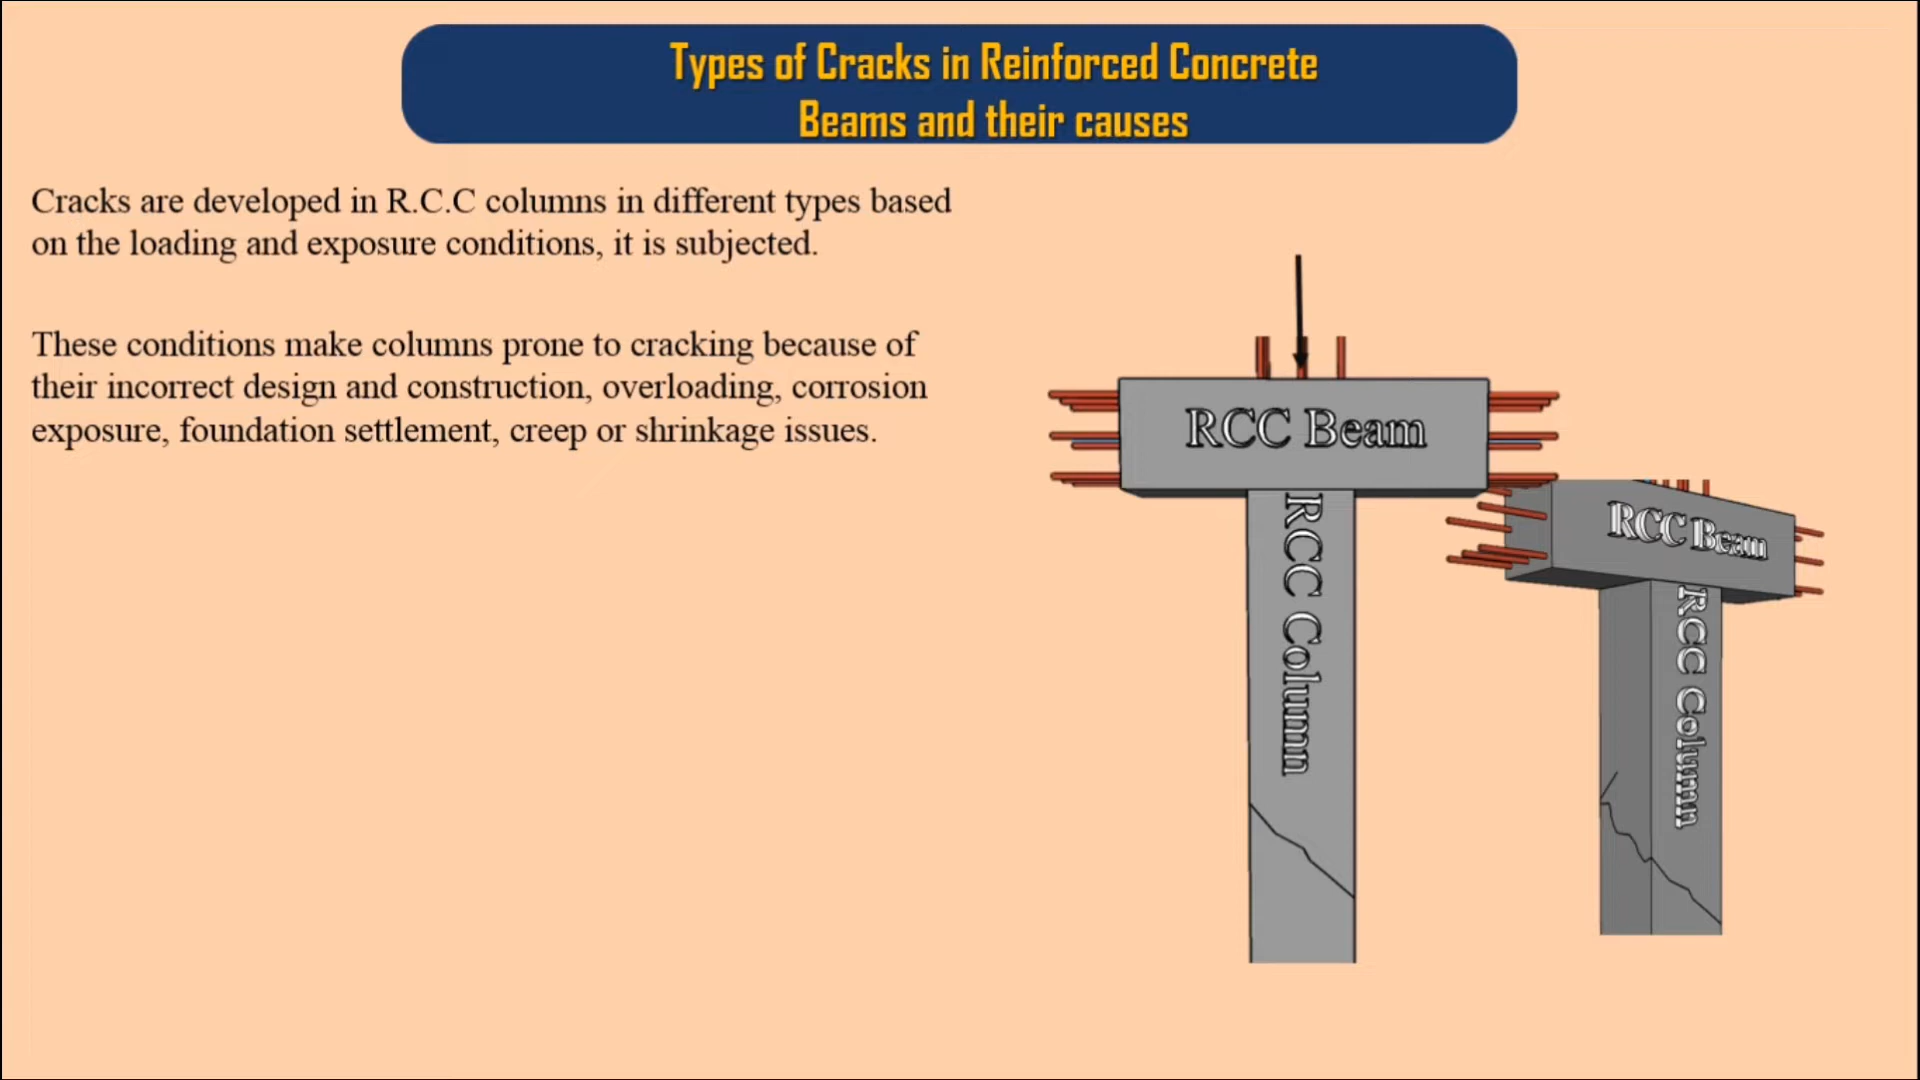 Types of Cracks in Reinforced Concrete
Beams and their causes
Cracks are developed in R.C.C columns in different types based
on the loading and exposure conditions, it is subjected.
These conditions make columns prone to cracking because of
their incorrect design and construction, overloading, corrosion
exposure, foundation settlement, creep or shrinkage issues.
RCC Beam
RCC Column
RCC Beam
RCC Column